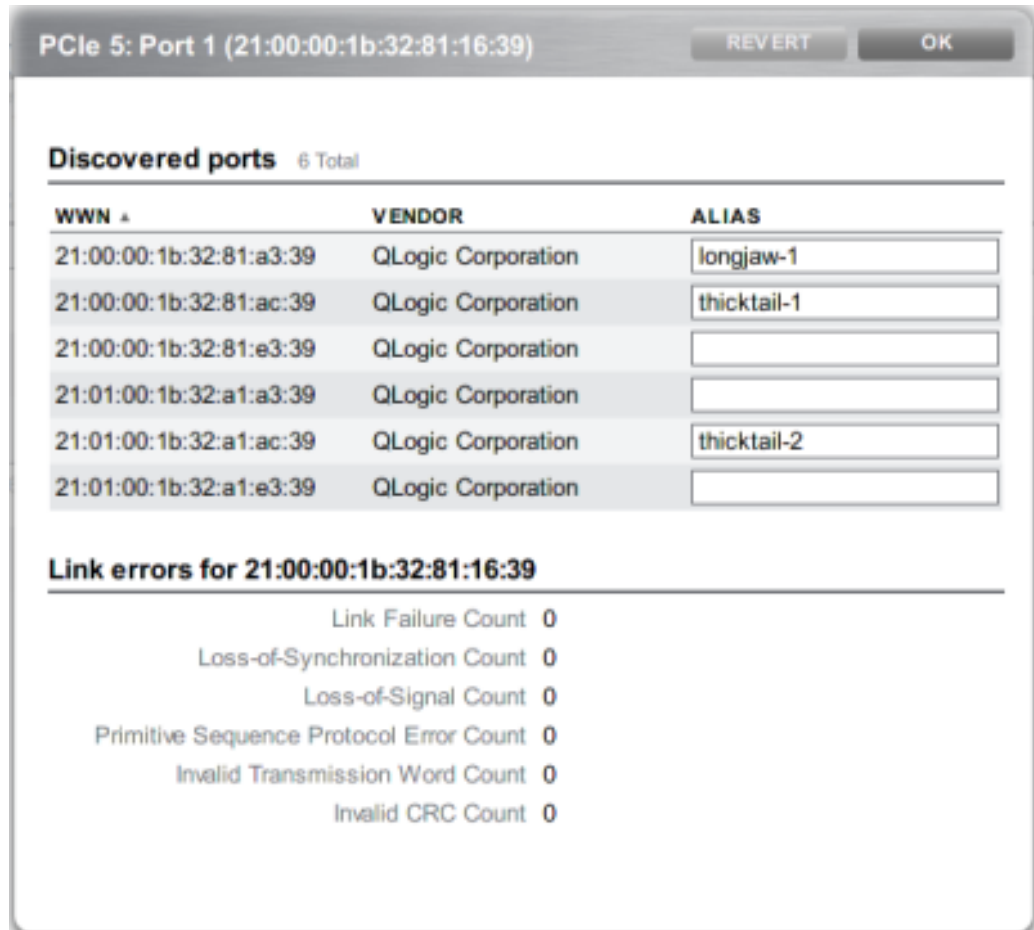 PCIe 5: Port 1 (21:00:00:1b:32:81:16:39) REVERT OK
Discovered ports 6 Total
WWN ▲ VENDOR ALIAS
21:00:00:1b:32:81:a3:39 QLogic Corporation longjaw-1
21:00:00:1b:32:81:ac:39 QLogic Corporation thicktail-1
21:00:00:1b:32:81:e3:39 QLogic Corporation
21:01:00:1b:32:a1:a3:39 QLogic Corporation
21:01:00:1b:32:a1:ac:39 QLogic Corporation thicktail-2
21:01:00:1b:32:a1:e3:39 QLogic Corporation
Link errors for 21:00:00:1b:32:81:16:39
Link Failure Count 0
Loss-of-Synchronization Count 0
Loss-of-Signal Count 0
Primitive Sequence Protocol Error Count 0
Invalid Transmission Word Count 0
Invalid CRC Count 0